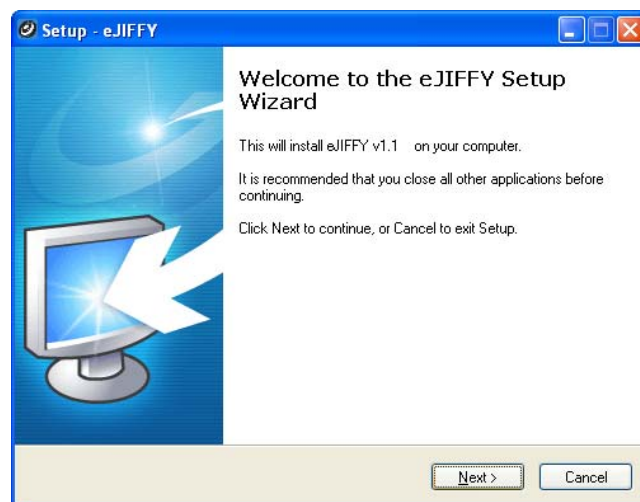 Setup - eJIFFY
Welcome to the eJIFFY Setup
Wizard
This will install eJIFFY v1.1 on your computer.
It is recommended that you close all other applications before
continuing.
Click Next to continue, or Cancel to exit Setup.
Next > Cancel